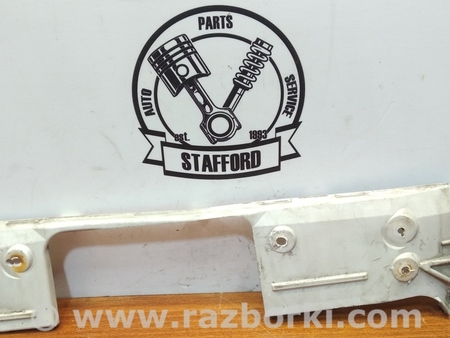 PARTS
AUTO
SERVICE
est. 1993
STAFFORD
www.razborki.com